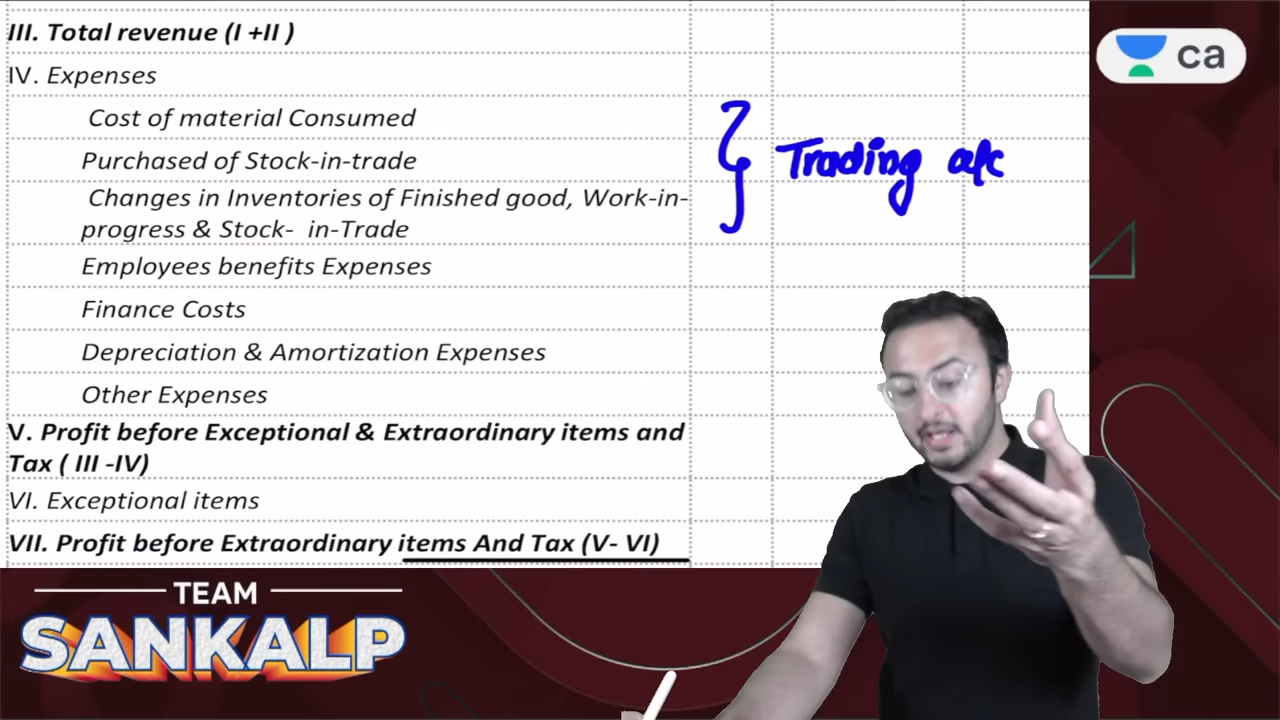 III. Total revenue (I +II )
IV. Expenses
Cost of material Consumed
Purchased of Stock-in-trade
Changes in Inventories of Finished good, Work-in-
progress & Stock- in-Trade
Employees benefits Expenses
Finance Costs
Depreciation & Amortization Expenses
Other Expenses
V. Profit before Exceptional & Extraordinary items and
Tax ( III -IV)
VI. Exceptional items
VII. Profit before Extraordinary items And Tax (V- VI)
Trading a/c
ca
TEAM
SANKALP